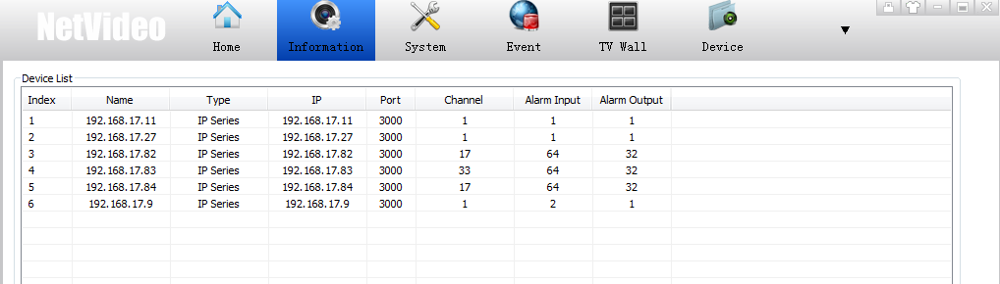 NetVideo
Home Information System Event TV Wall Device
Device List
Index Name Type IP Port Channel Alarm Input Alarm Output
1 192.168.17.11 IP Series 192.168.17.11 3000 1 1 1
2 192.168.17.27 IP Series 192.168.17.27 3000 1 1 1
3 192.168.17.82 IP Series 192.168.17.82 3000 17 64 32
4 192.168.17.83 IP Series 192.168.17.83 3000 33 64 32
5 192.168.17.84 IP Series 192.168.17.84 3000 17 64 32
6 192.168.17.9 IP Series 192.168.17.9 3000 1 2 1